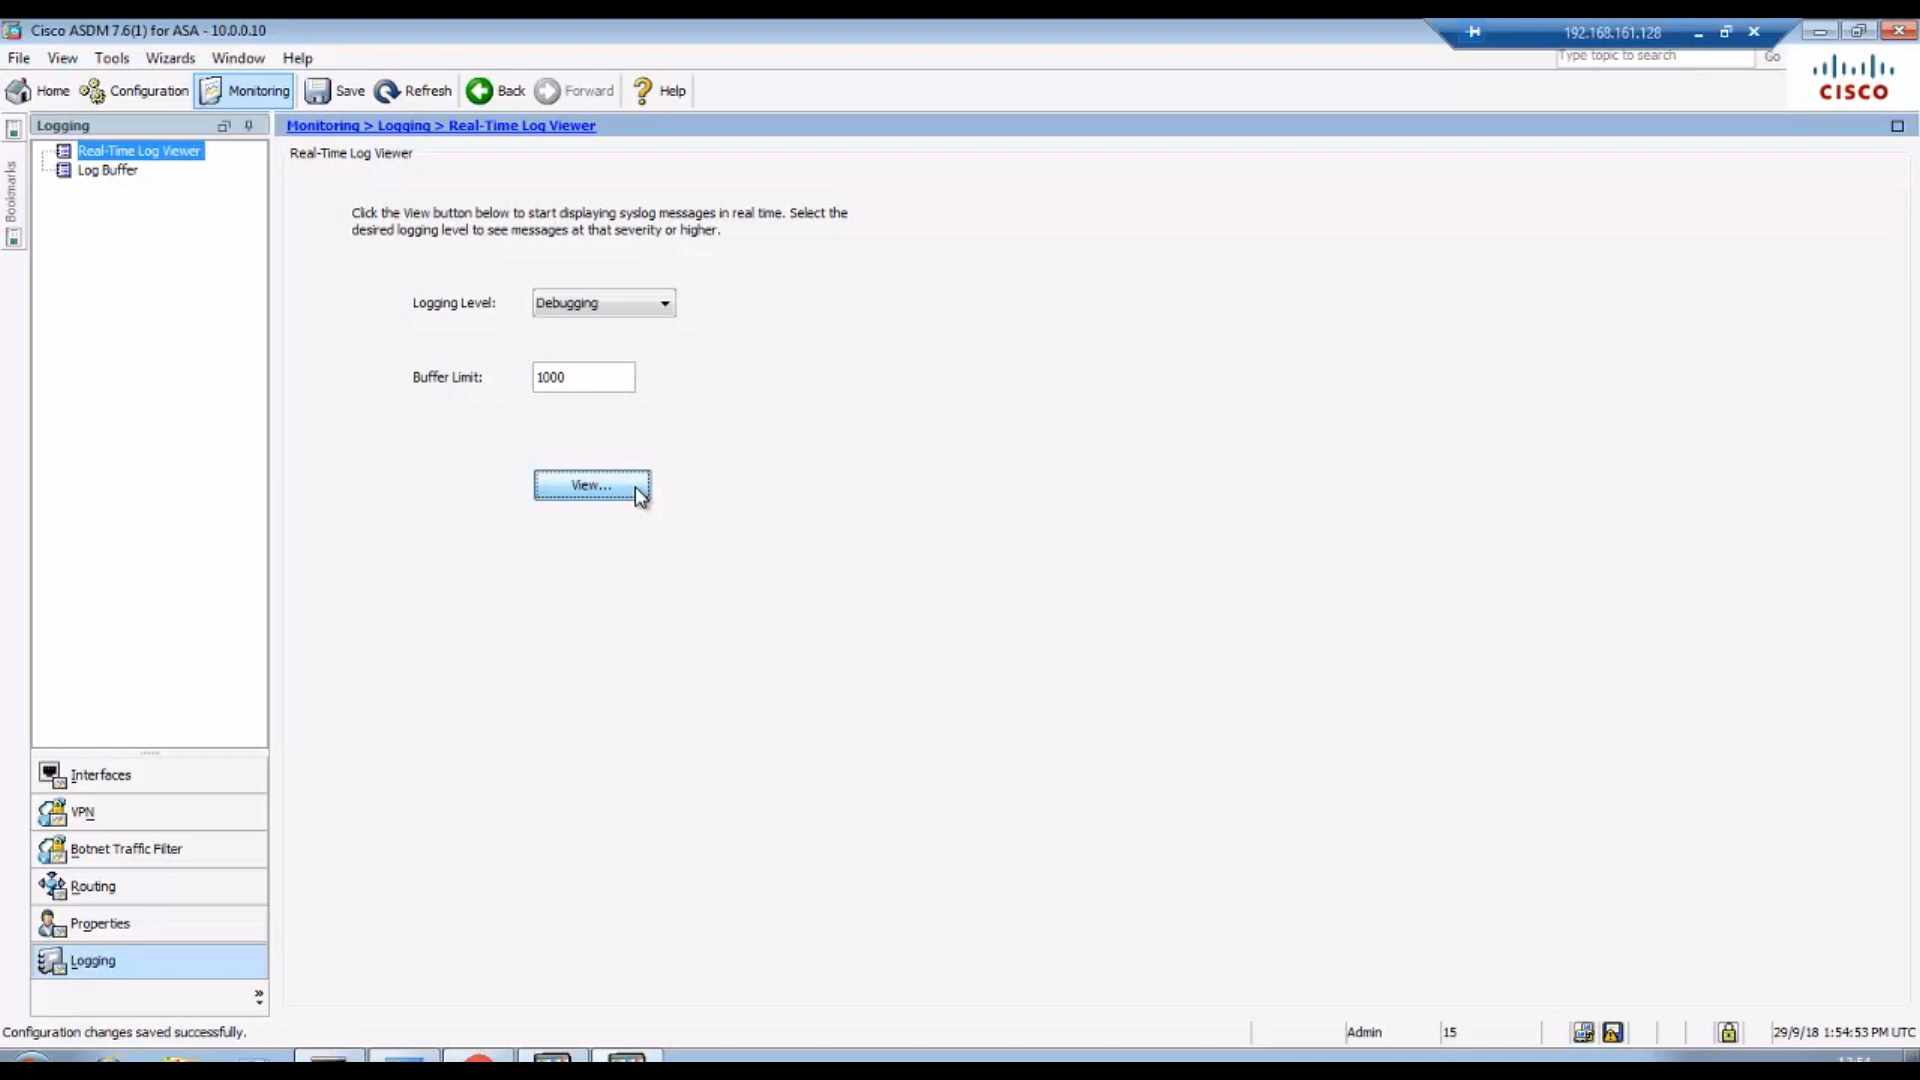 Cisco ASDM 7.6(1) for ASA - 10.0.0.10
192.168.161.128
File View Tools Wizards Window Help
Type topic to search Go
Home Configuration Monitoring Save Refresh Back Forward Help
CISCO
Logging
Monitoring > Logging > Real-Time Log Viewer
Bookmarks
Real-Time Log Viewer
Log Buffer
Real-Time Log Viewer
Click the View button below to start displaying syslog messages in real time. Select the
desired logging level to see messages at that severity or higher.
Logging Level: Debugging
Buffer Limit: 1000
View...
Interfaces
VPN
Botnet Traffic Filter
Routing
Properties
Logging
Configuration changes saved successfully.
Admin
15
29/9/18 1:54:53 PM UTC